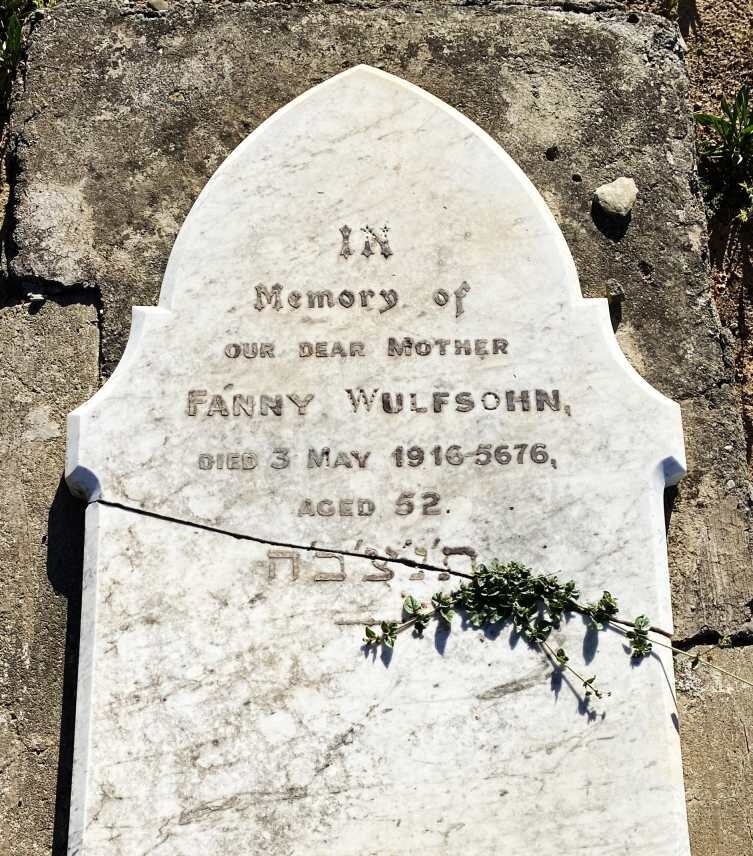 IN
Memory of
OUR DEAR MOTHER
FANNY WULFSOHN,
DIED 3 MAY 1916-5676,
AGED 52.
ת'נ'צ'ב'ה